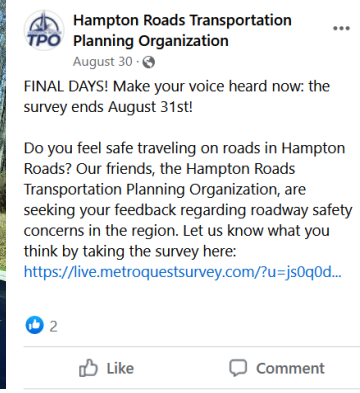 TPO
Hampton Roads Transportation
Planning Organization
August 30 ·
FINAL DAYS! Make your voice heard now: the
survey ends August 31st!
Do you feel safe traveling on roads in Hampton
Roads? Our friends, the Hampton Roads
Transportation Planning Organization, are
seeking your feedback regarding roadway safety
concerns in the region. Let us know what you
think by taking the survey here:
https://live.metroquestsurvey.com/?u=js0q0d...
2
Like Comment